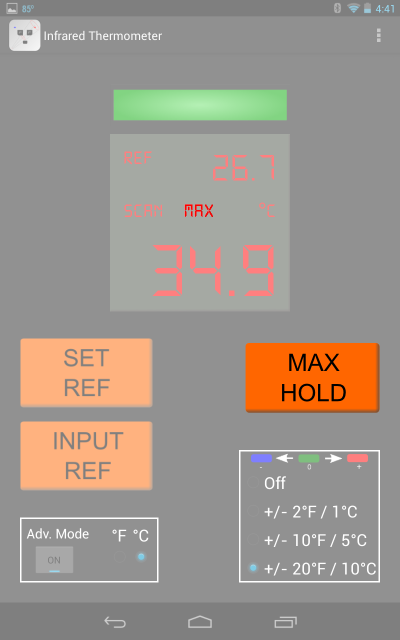 85°
4:41
Infrared Thermometer
REF
26.7
SCAN MAX °C
34.9
SET
REF
MAX
HOLD
INPUT
REF
- 0 +
Off
+/- 2°F / 1°C
+/- 10°F / 5°C
+/- 20°F / 10°C
Adv. Mode °F °C
ON